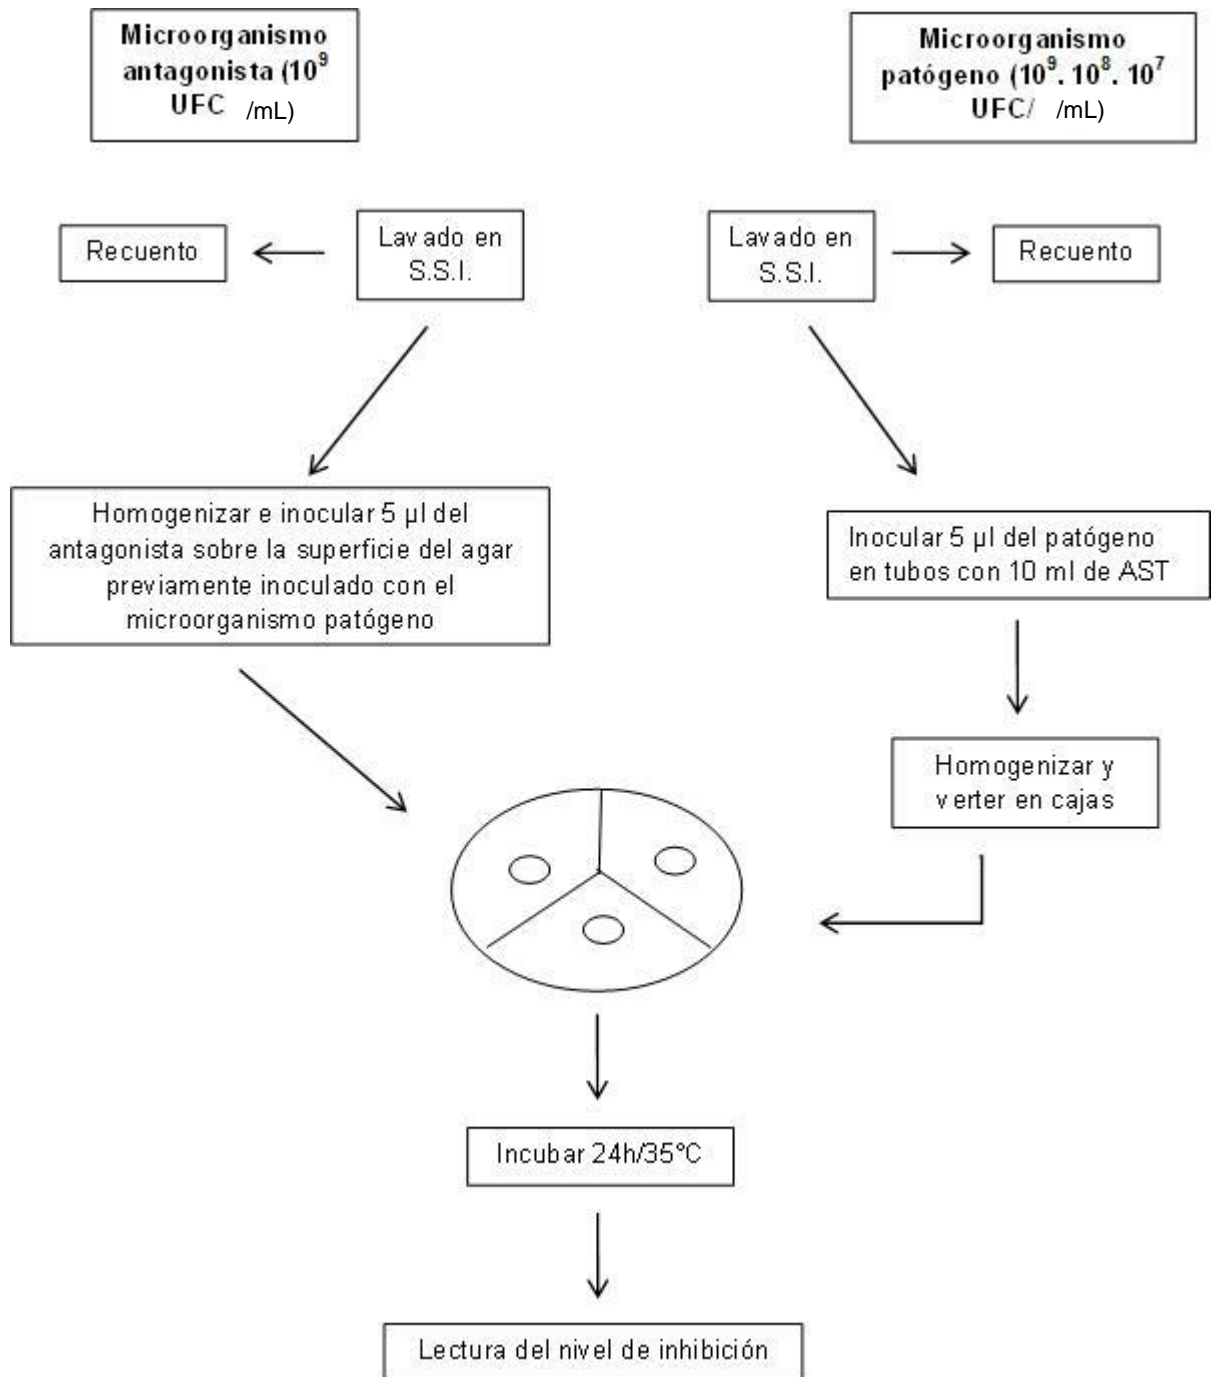 Microorganismo
antagonista (10⁹
UFC /mL)
Microorganismo
patógeno (10⁹. 10⁸. 10⁷
UFC/ /mL)
Recuento
Lavado en
S.S.I.
Lavado en
S.S.I.
Recuento
Homogenizar e inocular 5 µl del
antagonista sobre la superficie del agar
previamente inoculado con el
microorganismo patógeno
Inocular 5 µl del patógeno
en tubos con 10 ml de AST
Homogenizar y
verter en cajas
Incubar 24h/35°C
Lectura del nivel de inhibición